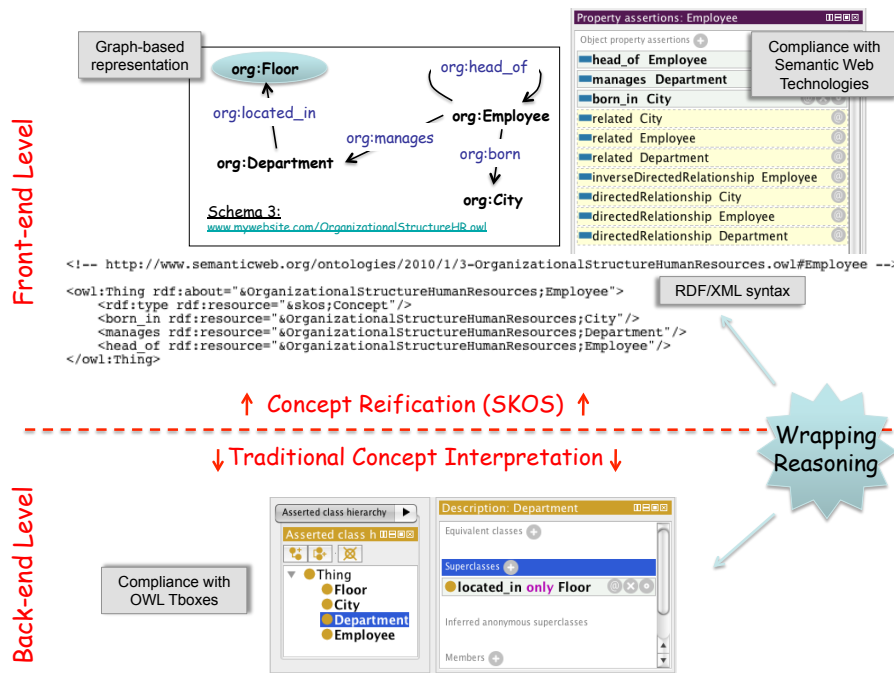 Front-end Level
Graph-based
representation
org:Floor
org:head_of
org:located_in
org:Employee
org:manages
org:Department
org:born
org:City
Schema 3:
www.mywebsite.com/OrganizationalStructureHR.owl
Property assertions: Employee
Object property assertions
head_of Employee
manages Department
born_in City
related City
related Employee
related Department
inverseDirectedRelationship Employee
directedRelationship City
directedRelationship Employee
directedRelationship Department
Compliance with
Semantic Web
Technologies
<!-- http://www.semanticweb.org/ontologies/2010/1/3-OrganizationalStructureHumanResources.owl#Employee -->
<owl:Thing rdf:about="&OrganizationalStructureHumanResources;Employee">
<rdf:type rdf:resource="&skos;Concept"/>
<born_in rdf:resource="&OrganizationalStructureHumanResources;City"/>
<manages rdf:resource="&OrganizationalStructureHumanResources;Department"/>
<head_of rdf:resource="&OrganizationalStructureHumanResources;Employee"/>
</owl:Thing>
RDF/XML syntax
↑ Concept Reification (SKOS) ↑
↓ Traditional Concept Interpretation ↓
Wrapping
Reasoning
Back-end Level
Compliance with
OWL Tboxes
Asserted class hierarchy
Asserted class h
Thing
Floor
City
Department
Employee
Description: Department
Equivalent classes
Superclasses
located_in only Floor
Inferred anonymous superclasses
Members